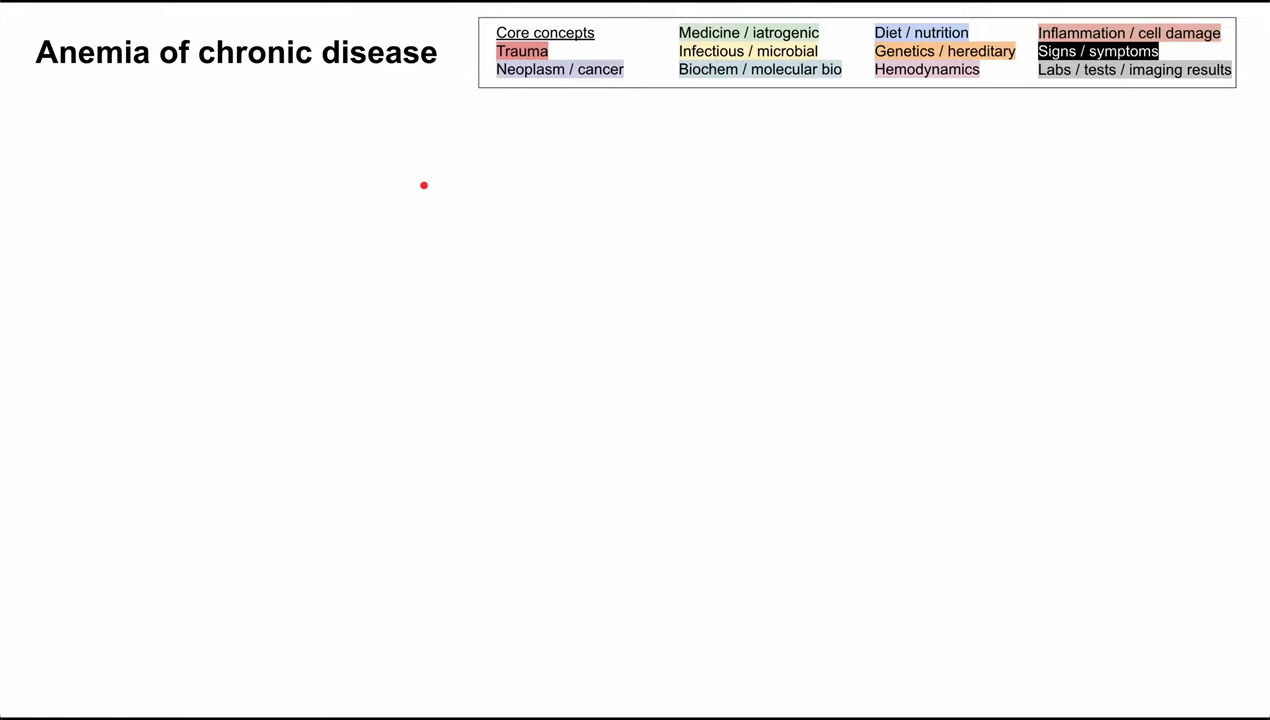 Anemia of chronic disease
Core concepts
Trauma
Neoplasm / cancer
Medicine / iatrogenic
Infectious / microbial
Biochem / molecular bio
Diet / nutrition
Genetics / hereditary
Hemodynamics
Inflammation / cell damage
Signs / symptoms
Labs / tests / imaging results